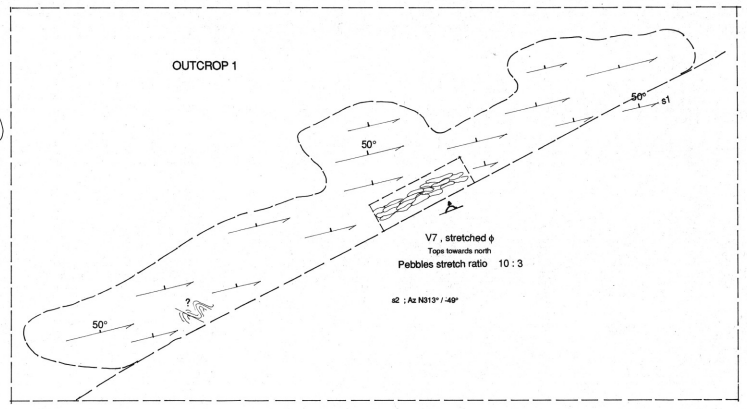 OUTCROP 1
50°
s1
50°
V7 , stretched ϕ
Tops towards north
Pebbles stretch ratio 10 : 3
s2 ; Az N313° / -49°
?
50°